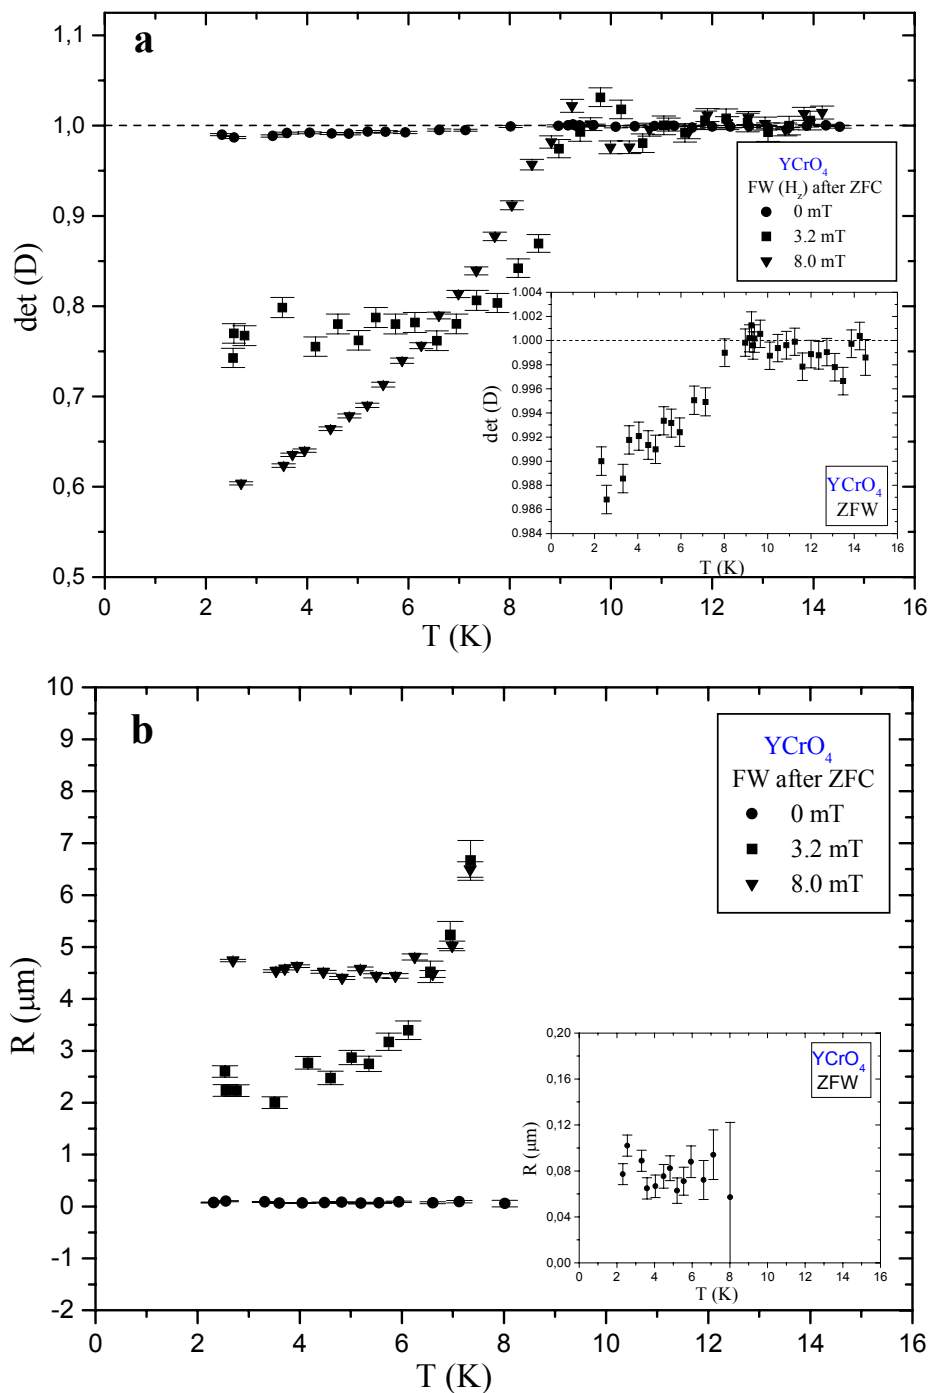 a
1,1
1,0
0,9
0,8
0,7
0,6
0,5
det (D)
0 2 4 6 8 10 12 14 16
T (K)
YCrO4
FW (Hz) after ZFC
0 mT
3.2 mT
8.0 mT
1.004
1.002
1.000
0.998
0.996
0.994
0.992
0.990
0.988
0.986
0.984
det (D)
0 2 4 6 8 10 12 14 16
T (K)
YCrO4
ZFW
b
10
9
8
7
6
5
4
3
2
1
0
-1
-2
R (μm)
0 2 4 6 8 10 12 14 16
T (K)
YCrO4
FW after ZFC
0 mT
3.2 mT
8.0 mT
0,20
0,16
0,12
0,08
0,04
0,00
R (μm)
0 2 4 6 8 10 12 14 16
T (K)
YCrO4
ZFW